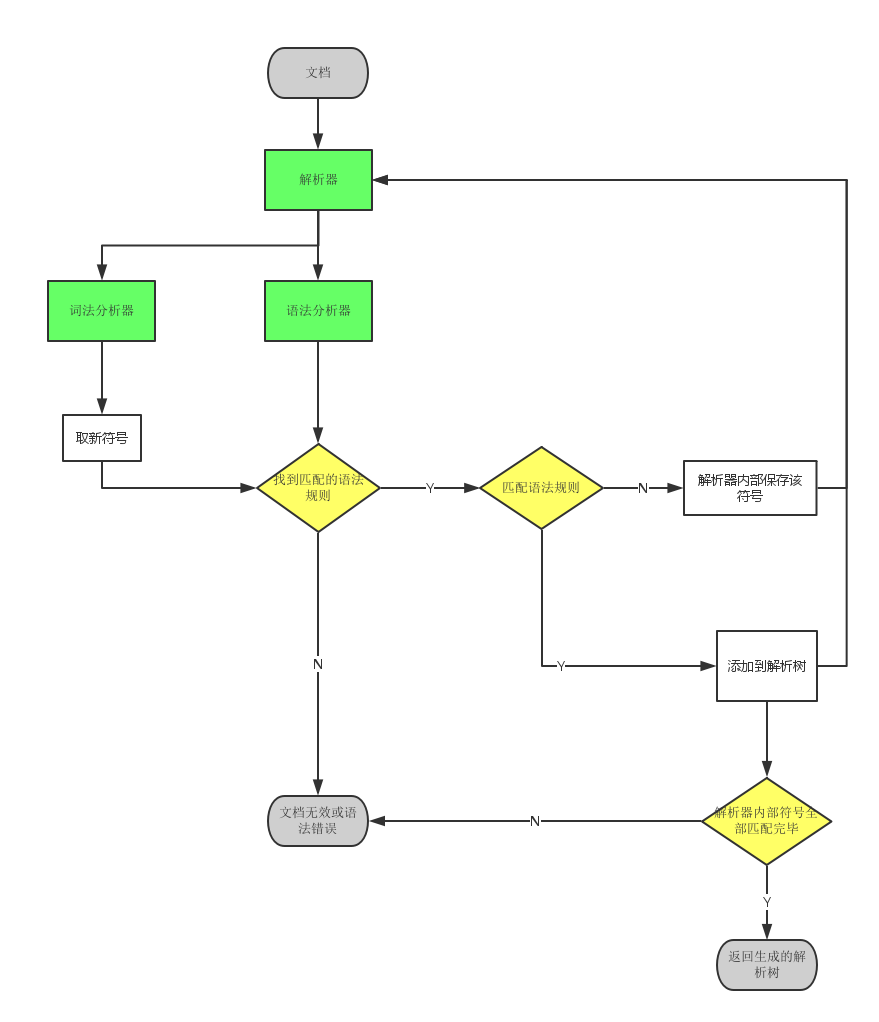 文档
解析器
词法分析器
语法分析器
取新符号
找到匹配的语法
规则
Y
匹配语法规则
N
解析器内部保存该
符号
N
Y
添加到解析树
文档无效或语
法错误
N
解析器内部符号全
部匹配完毕
Y
返回生成的解
析树